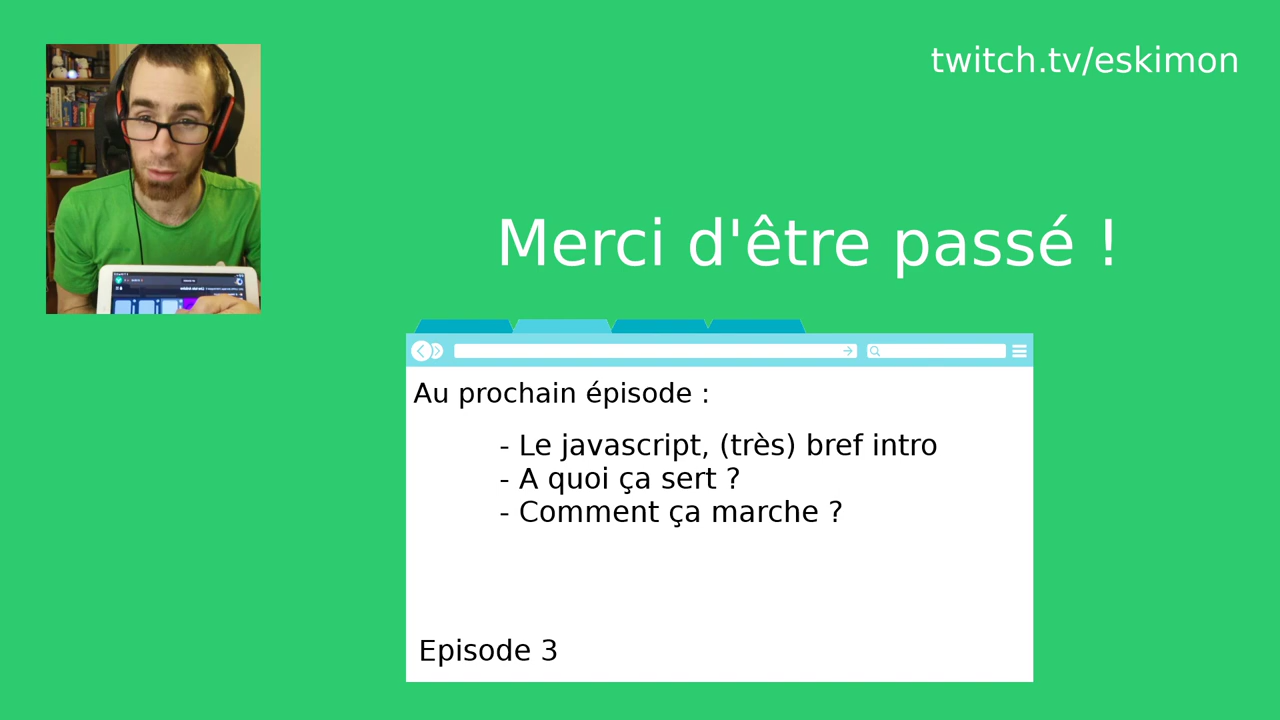 twitch.tv/eskimon
Merci d'être passé !
Au prochain épisode :
- Le javascript, (très) bref intro
- A quoi ça sert ?
- Comment ça marche ?
Episode 3